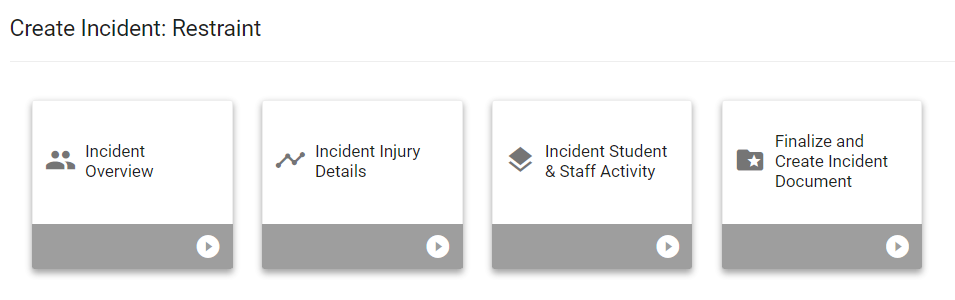 Create Incident: Restraint
Incident
Overview
Incident Injury
Details
Incident Student
& Staff Activity
Finalize and
Create Incident
Document